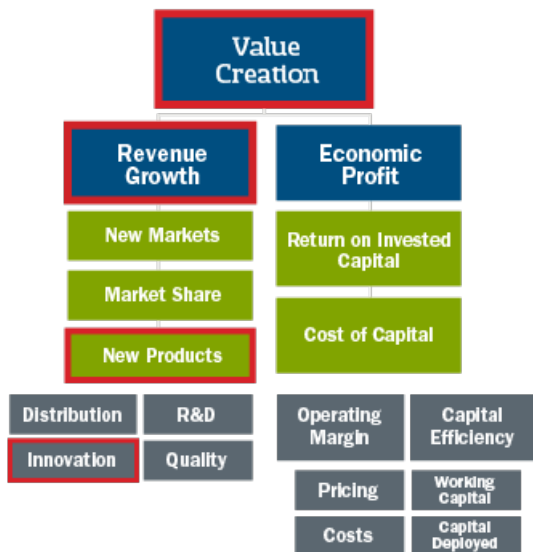 Value
Creation
Revenue
Growth
Economic
Profit
New Markets
Market Share
New Products
Return on Invested
Capital
Cost of Capital
Distribution
R&D
Innovation
Quality
Operating
Margin
Capital
Efficiency
Pricing
Working
Capital
Costs
Capital
Deployed